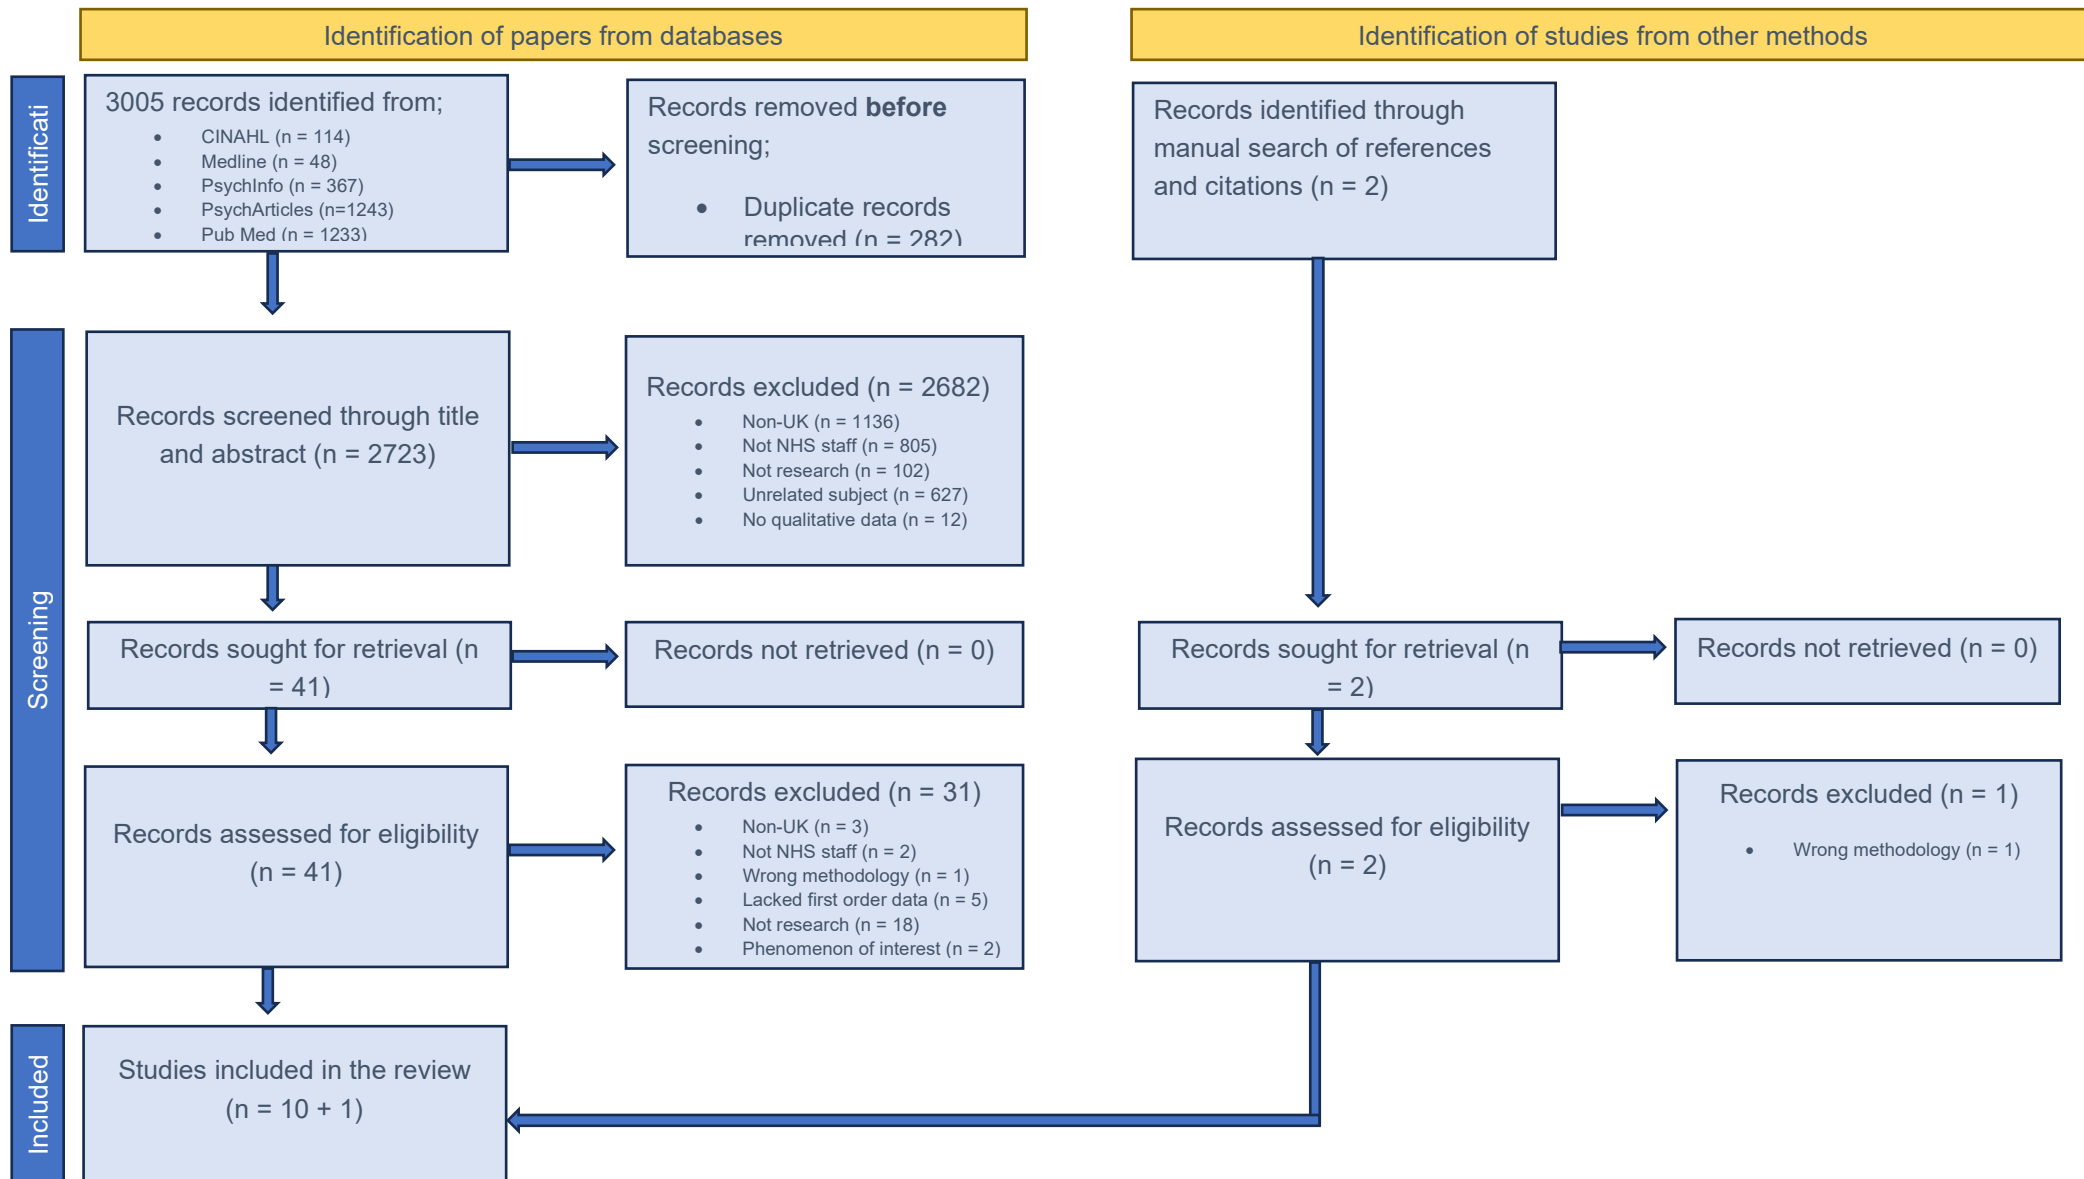 Identification of papers from databases
Identificati
3005 records identified from;
• CINAHL (n = 114)
• Medline (n = 48)
• PsychInfo (n = 367)
• PsychArticles (n=1243)
• Pub Med (n = 1233)
Records removed before
screening;
• Duplicate records
removed (n = 282)
Screening
Records screened through title
and abstract (n = 2723)
Records excluded (n = 2682)
• Non-UK (n = 1136)
• Not NHS staff (n = 805)
• Not research (n = 102)
• Unrelated subject (n = 627)
• No qualitative data (n = 12)
Records sought for retrieval (n
= 41)
Records not retrieved (n = 0)
Records assessed for eligibility
(n = 41)
Records excluded (n = 31)
• Non-UK (n = 3)
• Not NHS staff (n = 2)
• Wrong methodology (n = 1)
• Lacked first order data (n = 5)
• Not research (n = 18)
• Phenomenon of interest (n = 2)
Included
Studies included in the review
(n = 10 + 1)
Identification of studies from other methods
Records identified through
manual search of references
and citations (n = 2)
Records sought for retrieval (n
= 2)
Records not retrieved (n = 0)
Records assessed for eligibility
(n = 2)
Records excluded (n = 1)
• Wrong methodology (n = 1)